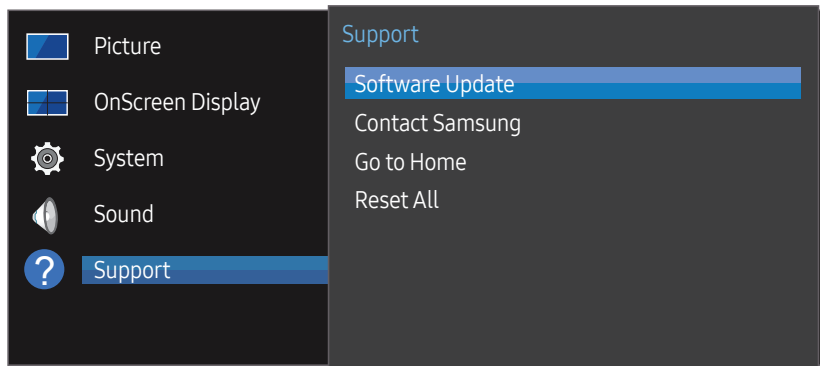 Picture
OnScreen Display
System
Sound
? Support
Support
Software Update
Contact Samsung
Go to Home
Reset All